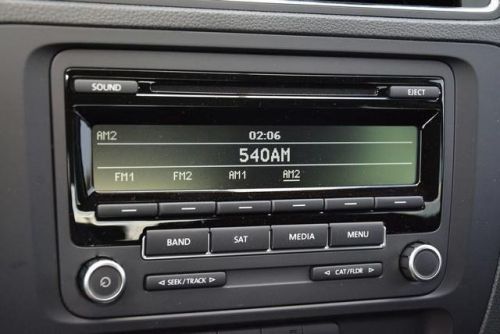 SOUND
EJECT
AM2 02:06
540AM
FM1 FM2 AM1 AM2
BAND SAT MEDIA MENU
SEEK/TRACK CAT/FLDR